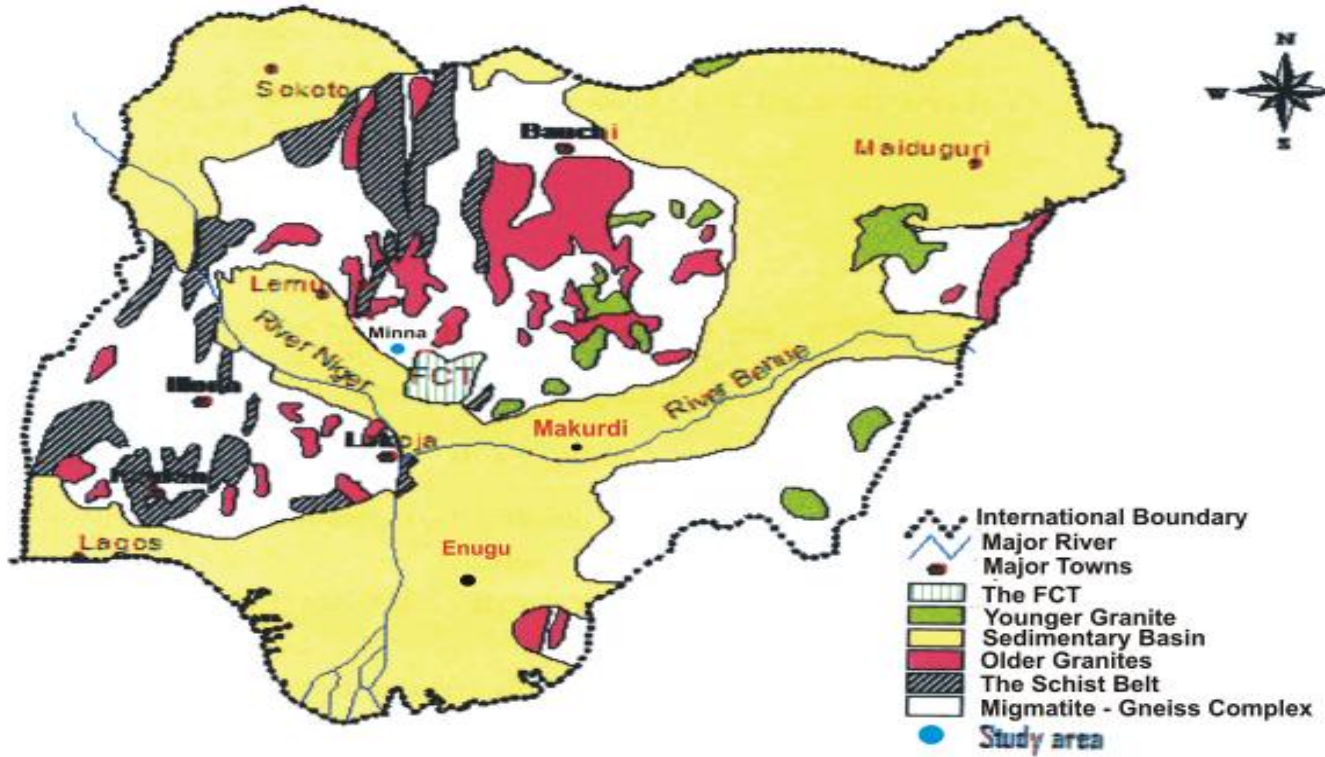 N
W
S
Sokoto
Bauchi
Maiduguri
Lemu
Minna
River Niger
FCT
River Benue
Makurdi
Lagos
Enugu
International Boundary
Major River
Major Towns
The FCT
Younger Granite
Sedimentary Basin
Older Granites
The Schist Belt
Migmatite - Gneiss Complex
Study area